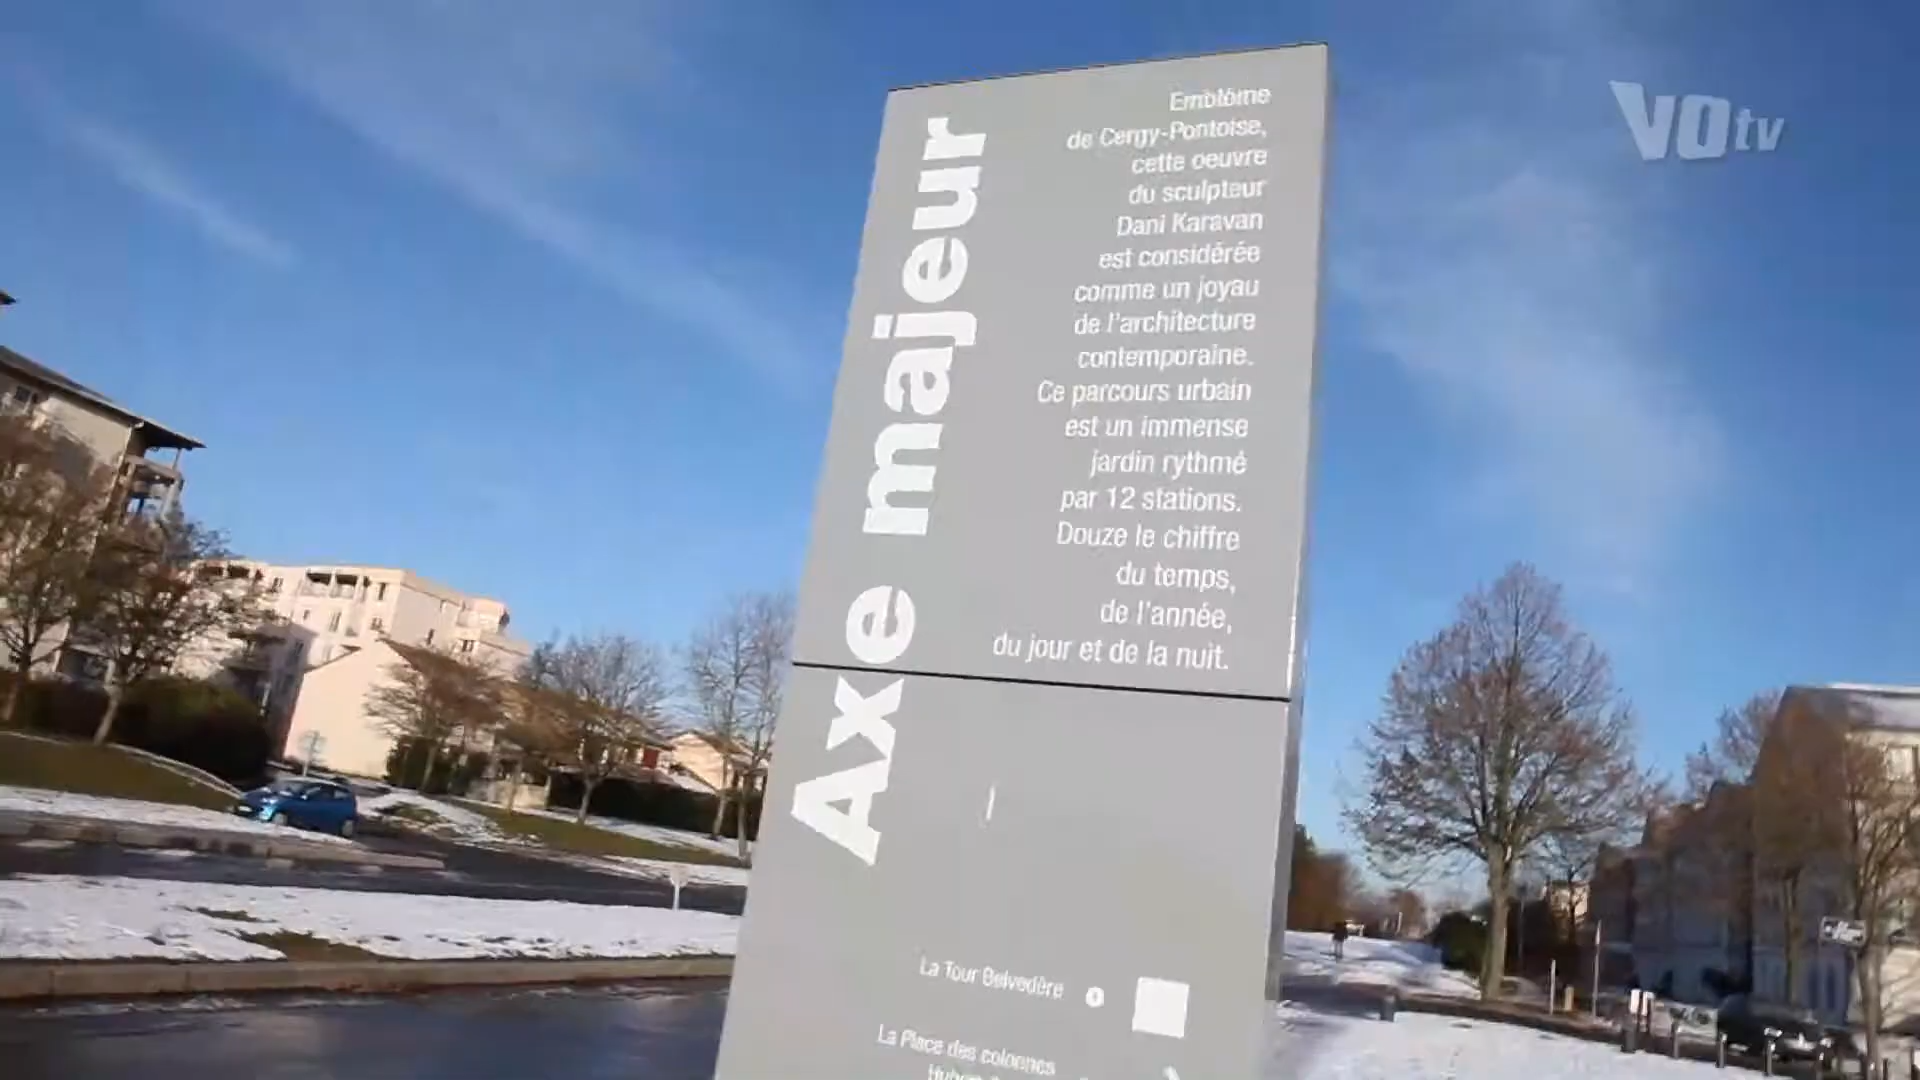 VOtv
Axe majeur
Emblème
de Cergy-Pontoise,
cette oeuvre
du sculpteur
Dani Karavan
est considérée
comme un joyau
de l'architecture
contemporaine.
Ce parcours urbain
est un immense
jardin rythmé
par 12 stations.
Douze le chiffre
du temps,
de l'année,
du jour et de la nuit.
La Tour Belvedère
La Place des colonnes